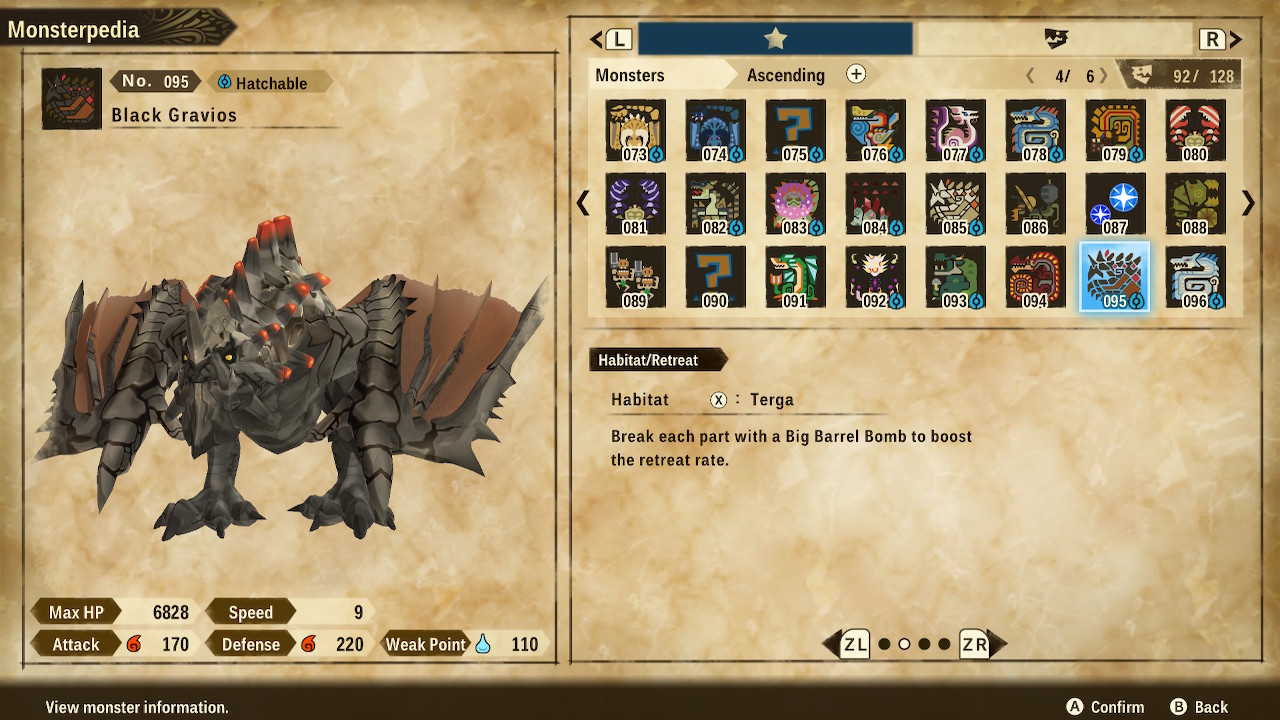 Monsterpedia
No. 095 Hatchable
Black Gravios
Max HP 6828 Speed 9
Attack 170 Defense 220 Weak Point 110
L R
Monsters Ascending + 4/ 6 92/ 128
073 074 075 076 077 078 079 080
081 082 083 084 085 086 087 088
089 090 091 092 093 094 095 096
Habitat/Retreat
Habitat X : Terga
Break each part with a Big Barrel Bomb to boost
the retreat rate.
ZL ZR
View monster information.
A Confirm B Back